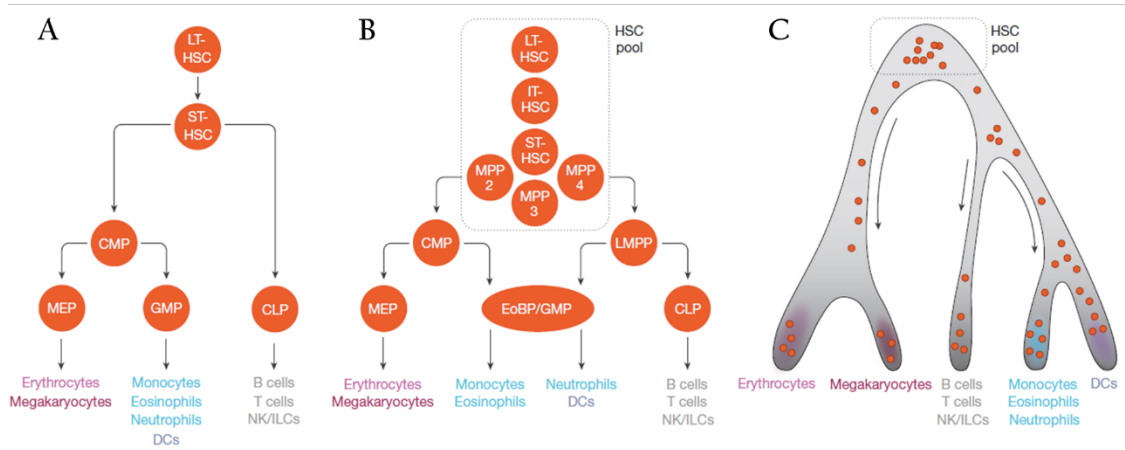 A
LT-
HSC
ST-
HSC
CMP
MEP
GMP
CLP
Erythrocytes
Megakaryocytes
Monocytes
Eosinophils
Neutrophils
DCs
B cells
T cells
NK/ILCs
B
HSC
pool
LT-
HSC
IT-
HSC
ST-
HSC
MPP
2
MPP
3
MPP
4
CMP
LMPP
MEP
EoBP/GMP
CLP
Erythrocytes
Megakaryocytes
Monocytes
Eosinophils
Neutrophils
DCs
B cells
T cells
NK/ILCs
C
HSC
pool
Erythrocytes
Megakaryocytes
B cells
T cells
NK/ILCs
Monocytes
Eosinophils
Neutrophils
DCs